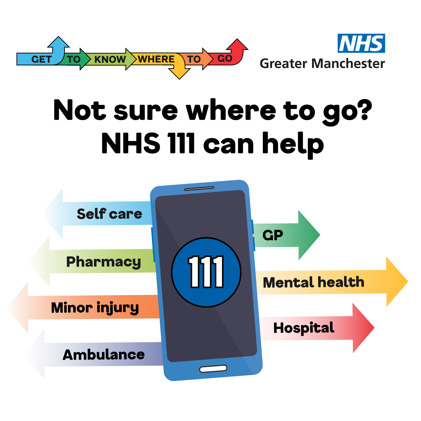 GET TO KNOW WHERE TO GO
NHS
Greater Manchester
Not sure where to go?
NHS 111 can help
Self care
GP
Pharmacy
111
Mental health
Minor injury
Hospital
Ambulance